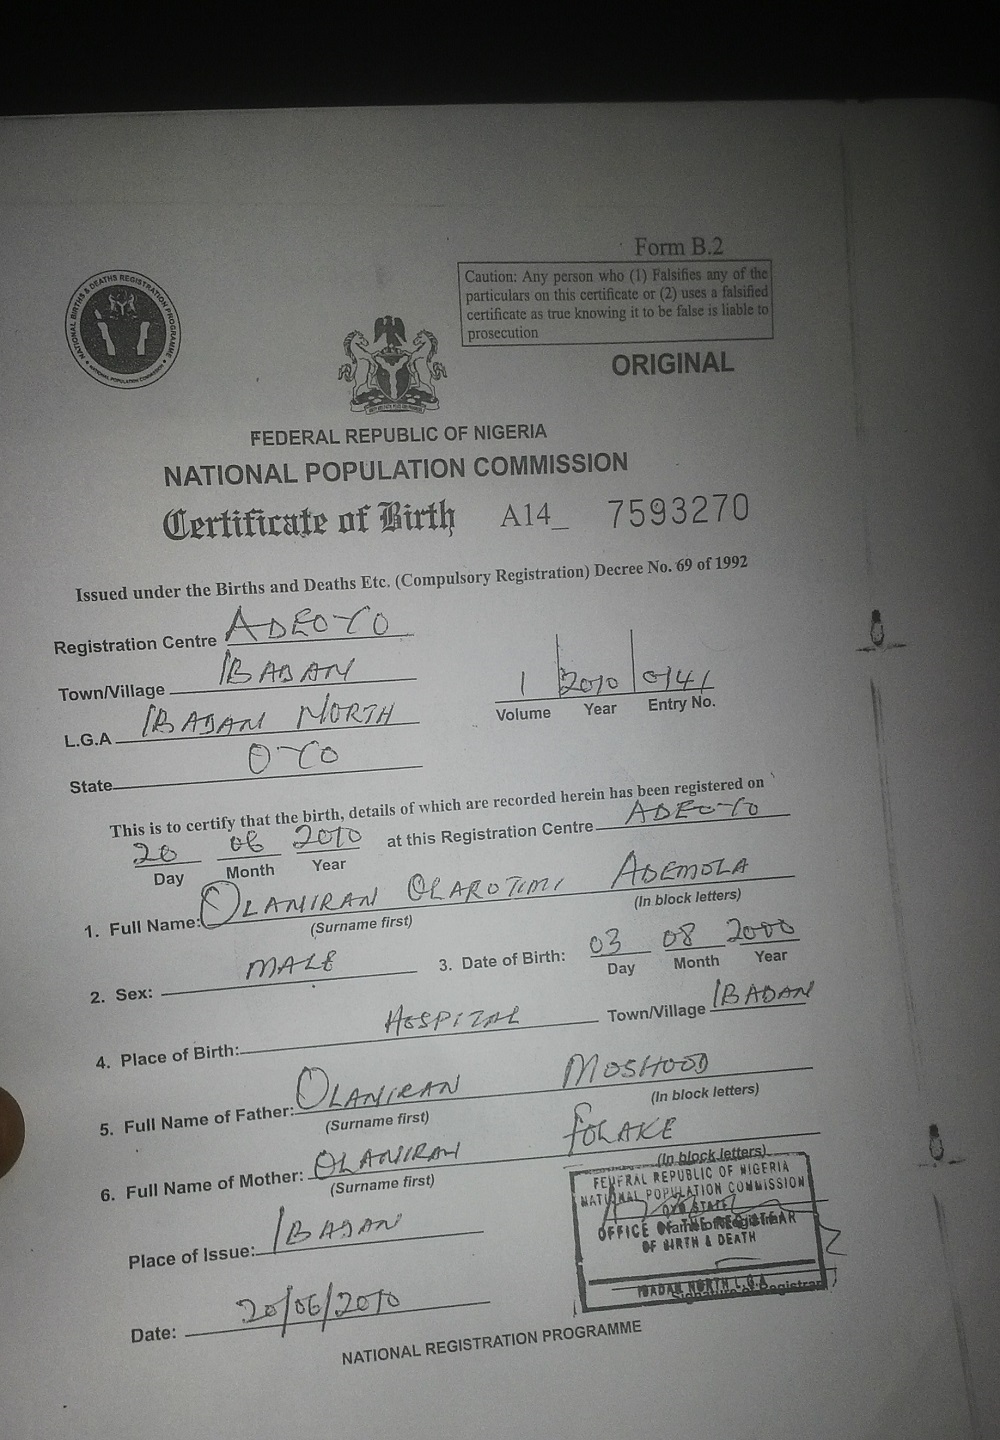 Form B.2
Caution: Any person who (1) Falsifies any of the
particulars on this certificate or (2) uses a falsified
certificate as true knowing it to be false is liable to
prosecution
ORIGINAL
NATIONAL BIRTHS & DEATHS REGISTRATION PROGRAMME
NATIONAL POPULATION COMMISSION
FEDERAL REPUBLIC OF NIGERIA
NATIONAL POPULATION COMMISSION
Certificate of Birth A14_ 7593270
Issued under the Births and Deaths Etc. (Compulsory Registration) Decree No. 69 of 1992
Registration Centre ADEOYO
Town/Village IBADAN
L.G.A IBADAN NORTH
State OYO
1 2010 0141
Volume Year Entry No.
This is to certify that the birth, details of which are recorded herein has been registered on
20 06 2010 at this Registration Centre ADEOYO
Day Month Year
1. Full Name: OLANIRAN OLAROTIMI ADEMOLA
(Surname first) (In block letters)
2. Sex: MALE 3. Date of Birth: 03 08 2000
Day Month Year
4. Place of Birth: HOSPITAL Town/Village IBADAN
5. Full Name of Father: OLANIRAN MOSHOOD
(Surname first) (In block letters)
6. Full Name of Mother: OLANIRAN FOLAKE
(Surname first) (In block letters)
Place of Issue: IBADAN
Date: 20/06/2010
FEDERAL REPUBLIC OF NIGERIA
NATIONAL POPULATION COMMISSION
OYO STATE
OFFICE OF THE REGISTRAR
OF BIRTH & DEATH
IBADAN NORTH L.G.A
Name of Registrar
Signature of Registrar
NATIONAL REGISTRATION PROGRAMME